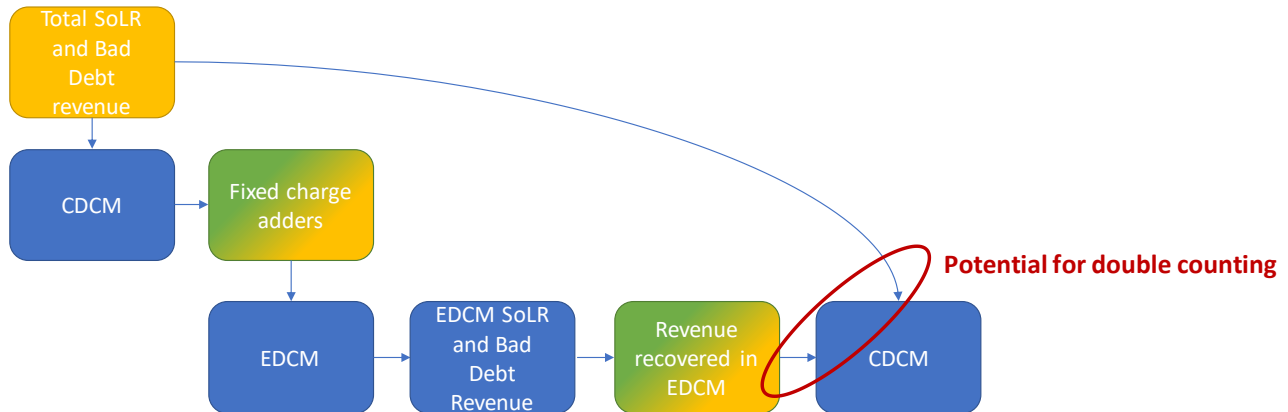 Total SoLR
and Bad
Debt
revenue
CDCM
Fixed charge
adders
Potential for double counting
EDCM
EDCM SoLR
and Bad
Debt
Revenue
Revenue
recovered in
EDCM
CDCM